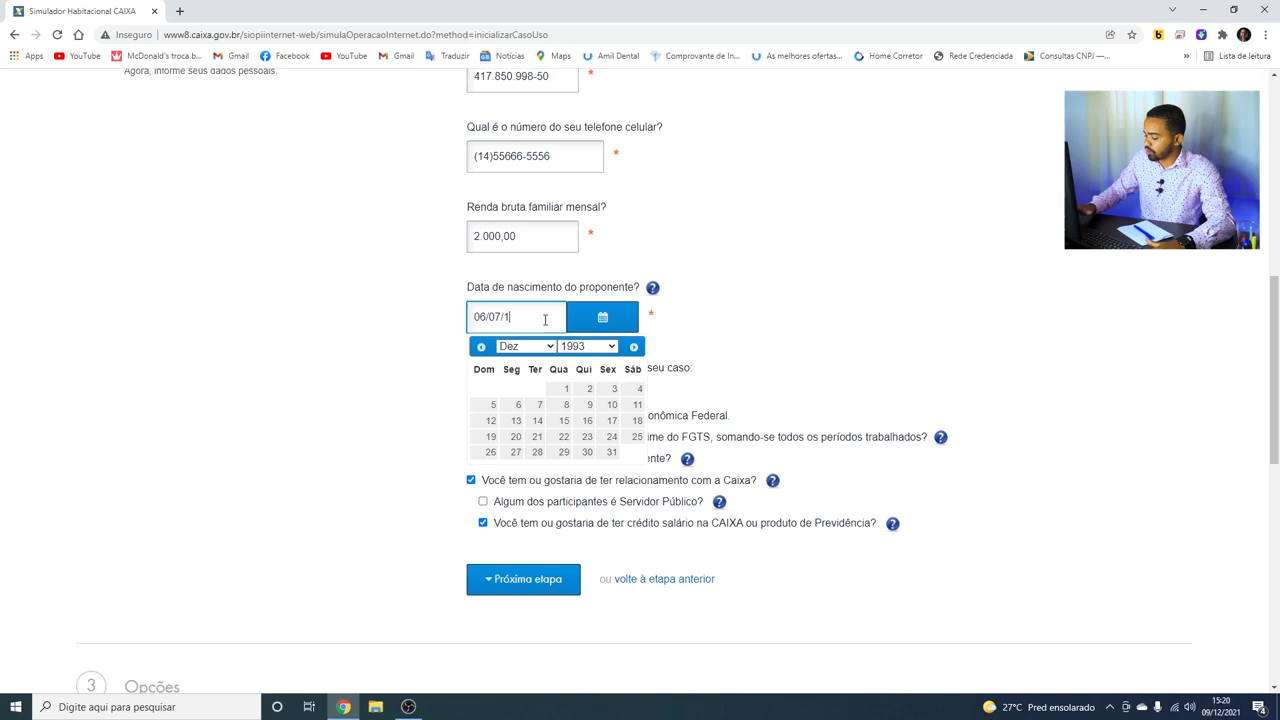 Simulador Habitacional CAIXA
Inseguro
www8.caixa.gov.br/siopiinternet-web/simulaOperacaoInternet.do?method=inicializarCasoUso
Apps YouTube McDonald's troca b... Gmail Facebook YouTube Gmail Traduzir Notícias Maps Amil Dental Comprovante de In... As melhores ofertas... Home Corretor Rede Credenciada Consultas CNPJ —... » Lista de leitura
Agora, informe seus dados pessoais.
417.850.998-50 *
Qual é o número do seu telefone celular?
(14)55666-5556 *
Renda bruta familiar mensal?
2.000,00 *
Data de nascimento do proponente? ?
06/07/1 *
Dez 1993
seu caso:
Dom Seg Ter Qua Qui Sex Sáb
1 2 3 4
5 6 7 8 9 10 11
onômica Federal.
12 13 14 15 16 17 18
19 20 21 22 23 24 25
ime do FGTS, somando-se todos os períodos trabalhados? ?
26 27 28 29 30 31
ente? ?
Você tem ou gostaria de ter relacionamento com a Caixa? ?
Algum dos participantes é Servidor Público? ?
Você tem ou gostaria de ter crédito salário na CAIXA ou produto de Previdência? ?
Próxima etapa ou volte à etapa anterior
3 Opções
Digite aqui para pesquisar
27°C Pred ensolarado
15:20
09/12/2021
4